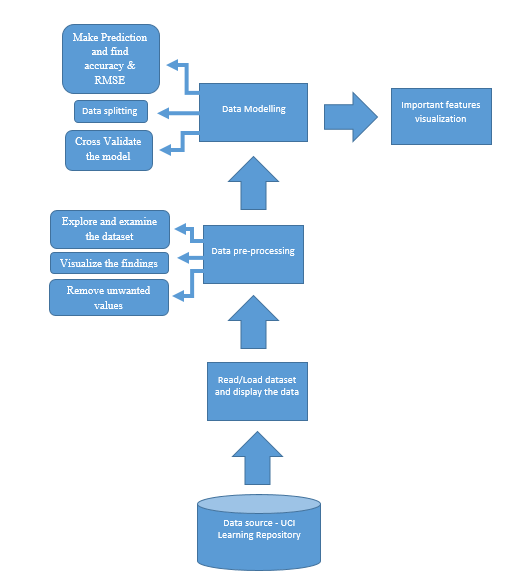 Make Prediction
and find
accuracy &
RMSE
Data splitting
Cross Validate
the model
Data Modelling
Important features
visualization
Explore and examine
the dataset
Visualize the findings
Remove unwanted
values
Data pre-processing
Read/Load dataset
and display the data
Data source - UCI
Learning Repository